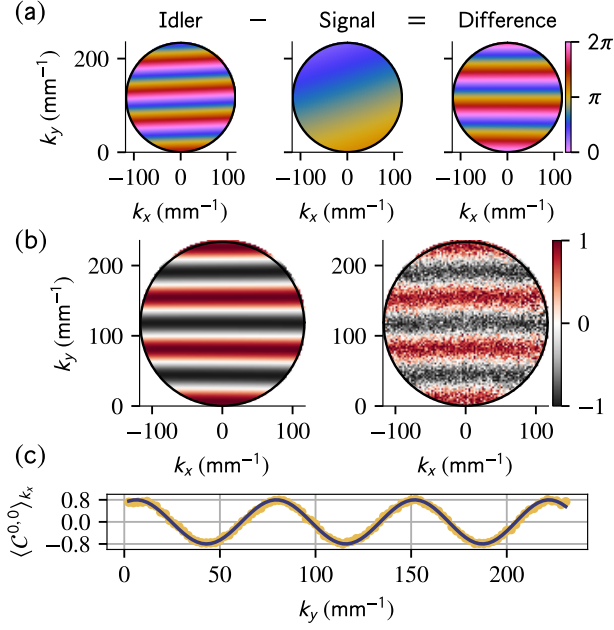 (a) Idler − Signal = Difference
200
0
k_y (mm⁻¹)
−100 0 100
−100 0 100
−100 0 100
k_x (mm⁻¹)
k_x (mm⁻¹)
k_x (mm⁻¹)
2π
π
0
(b)
200
100
0
k_y (mm⁻¹)
200
100
0
−100 0 100
−100 0 100
k_x (mm⁻¹)
k_x (mm⁻¹)
1
0
−1
(c)
⟨C^{0,0}⟩_{k_x}
0.8
0.0
−0.8
0 50 100 150 200
k_y (mm⁻¹)